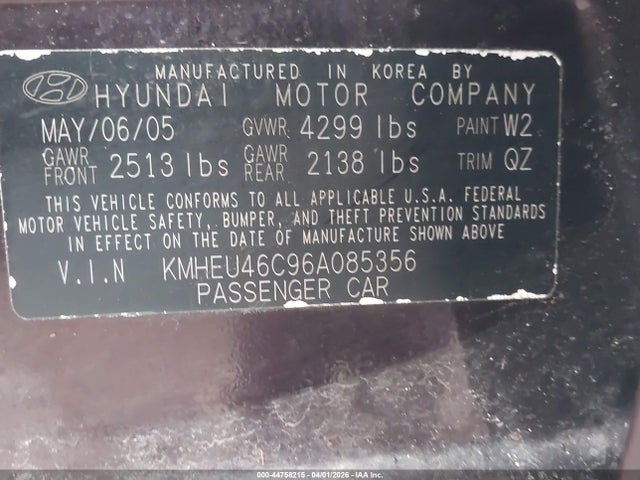 MANUFACTURED IN KOREA BY
HYUNDAI MOTOR COMPANY
MAY/06/05 GVWR 4299 lbs PAINT W2
GAWR FRONT 2513 lbs GAWR REAR 2138 lbs TRIM QZ
THIS VEHICLE CONFORMS TO ALL APPLICABLE U.S.A. FEDERAL
MOTOR VEHICLE SAFETY, BUMPER, AND THEFT PREVENTION STANDARDS
IN EFFECT ON THE DATE OF MANUFACTURE SHOWN ABOVE
V.I.N KMHEU46C96A085356
PASSENGER CAR
000-44758215 - 04/01/2026 - IAAI